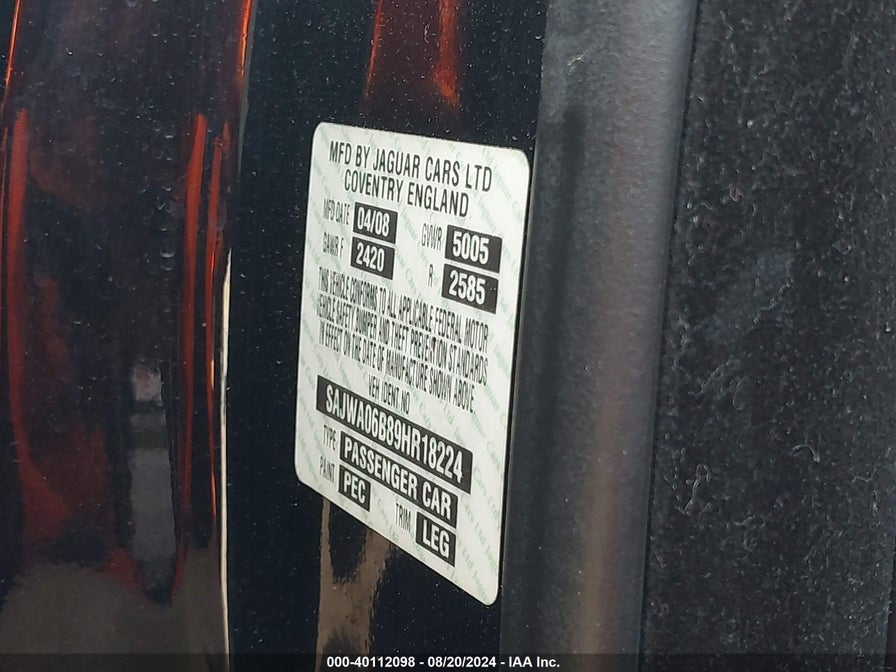 MFD BY JAGUAR CARS LTD
COVENTRY ENGLAND
MFD DATE 04/08 GVWR 5005
GAWR F 2420 R 2585
THIS VEHICLE CONFORMS TO ALL APPLICABLE FEDERAL MOTOR
VEHICLE SAFETY BUMPER AND THEFT PREVENTION STANDARDS
IN EFFECT ON THE DATE OF MANUFACTURE SHOWN ABOVE
VEH IDENT. NO
SAJWA06B89HR18224
TYPE PASSENGER CAR
PAINT PEC TRIM. LEG
000-40112098 - 08/20/2024 - IAA Inc.